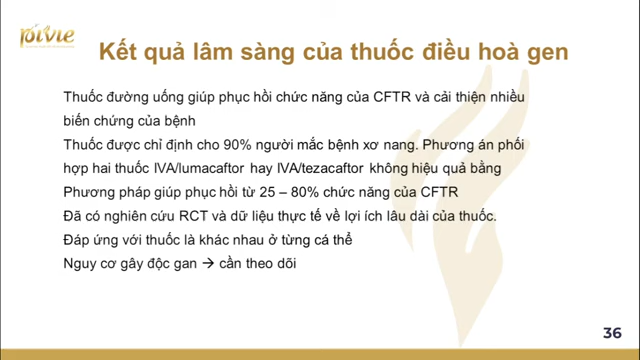 pivie
Kết quả lâm sàng của thuốc điều hoà gen
Thuốc đường uống giúp phục hồi chức năng của CFTR và cải thiện nhiều
biến chứng của bệnh
Thuốc được chỉ định cho 90% người mắc bệnh xơ nang. Phương án phối
hợp hai thuốc IVA/lumacaftor hay IVA/tezacaftor không hiệu quả bằng
Phương pháp giúp phục hồi từ 25 – 80% chức năng của CFTR
Đã có nghiên cứu RCT và dữ liệu thực tế về lợi ích lâu dài của thuốc.
Đáp ứng với thuốc là khác nhau ở từng cá thể
Nguy cơ gây độc gan → cần theo dõi
36